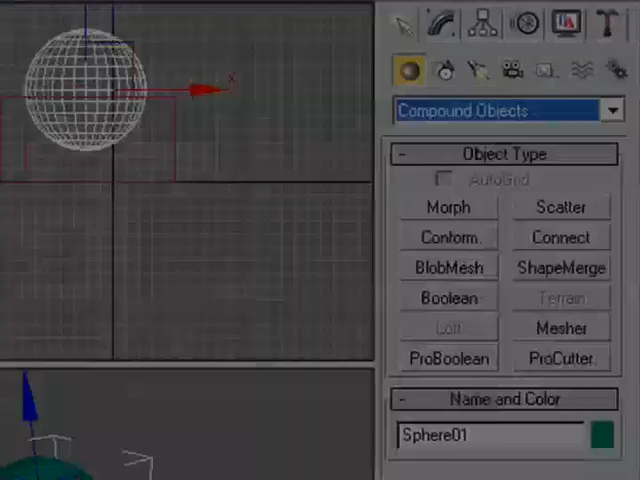 x
Compound Objects
- Object Type
AutoGrid
Morph Scatter
Conform Connect
BlobMesh ShapeMerge
Boolean Terrain
Loft Mesher
ProBoolean ProCutter
- Name and Color
Sphere01